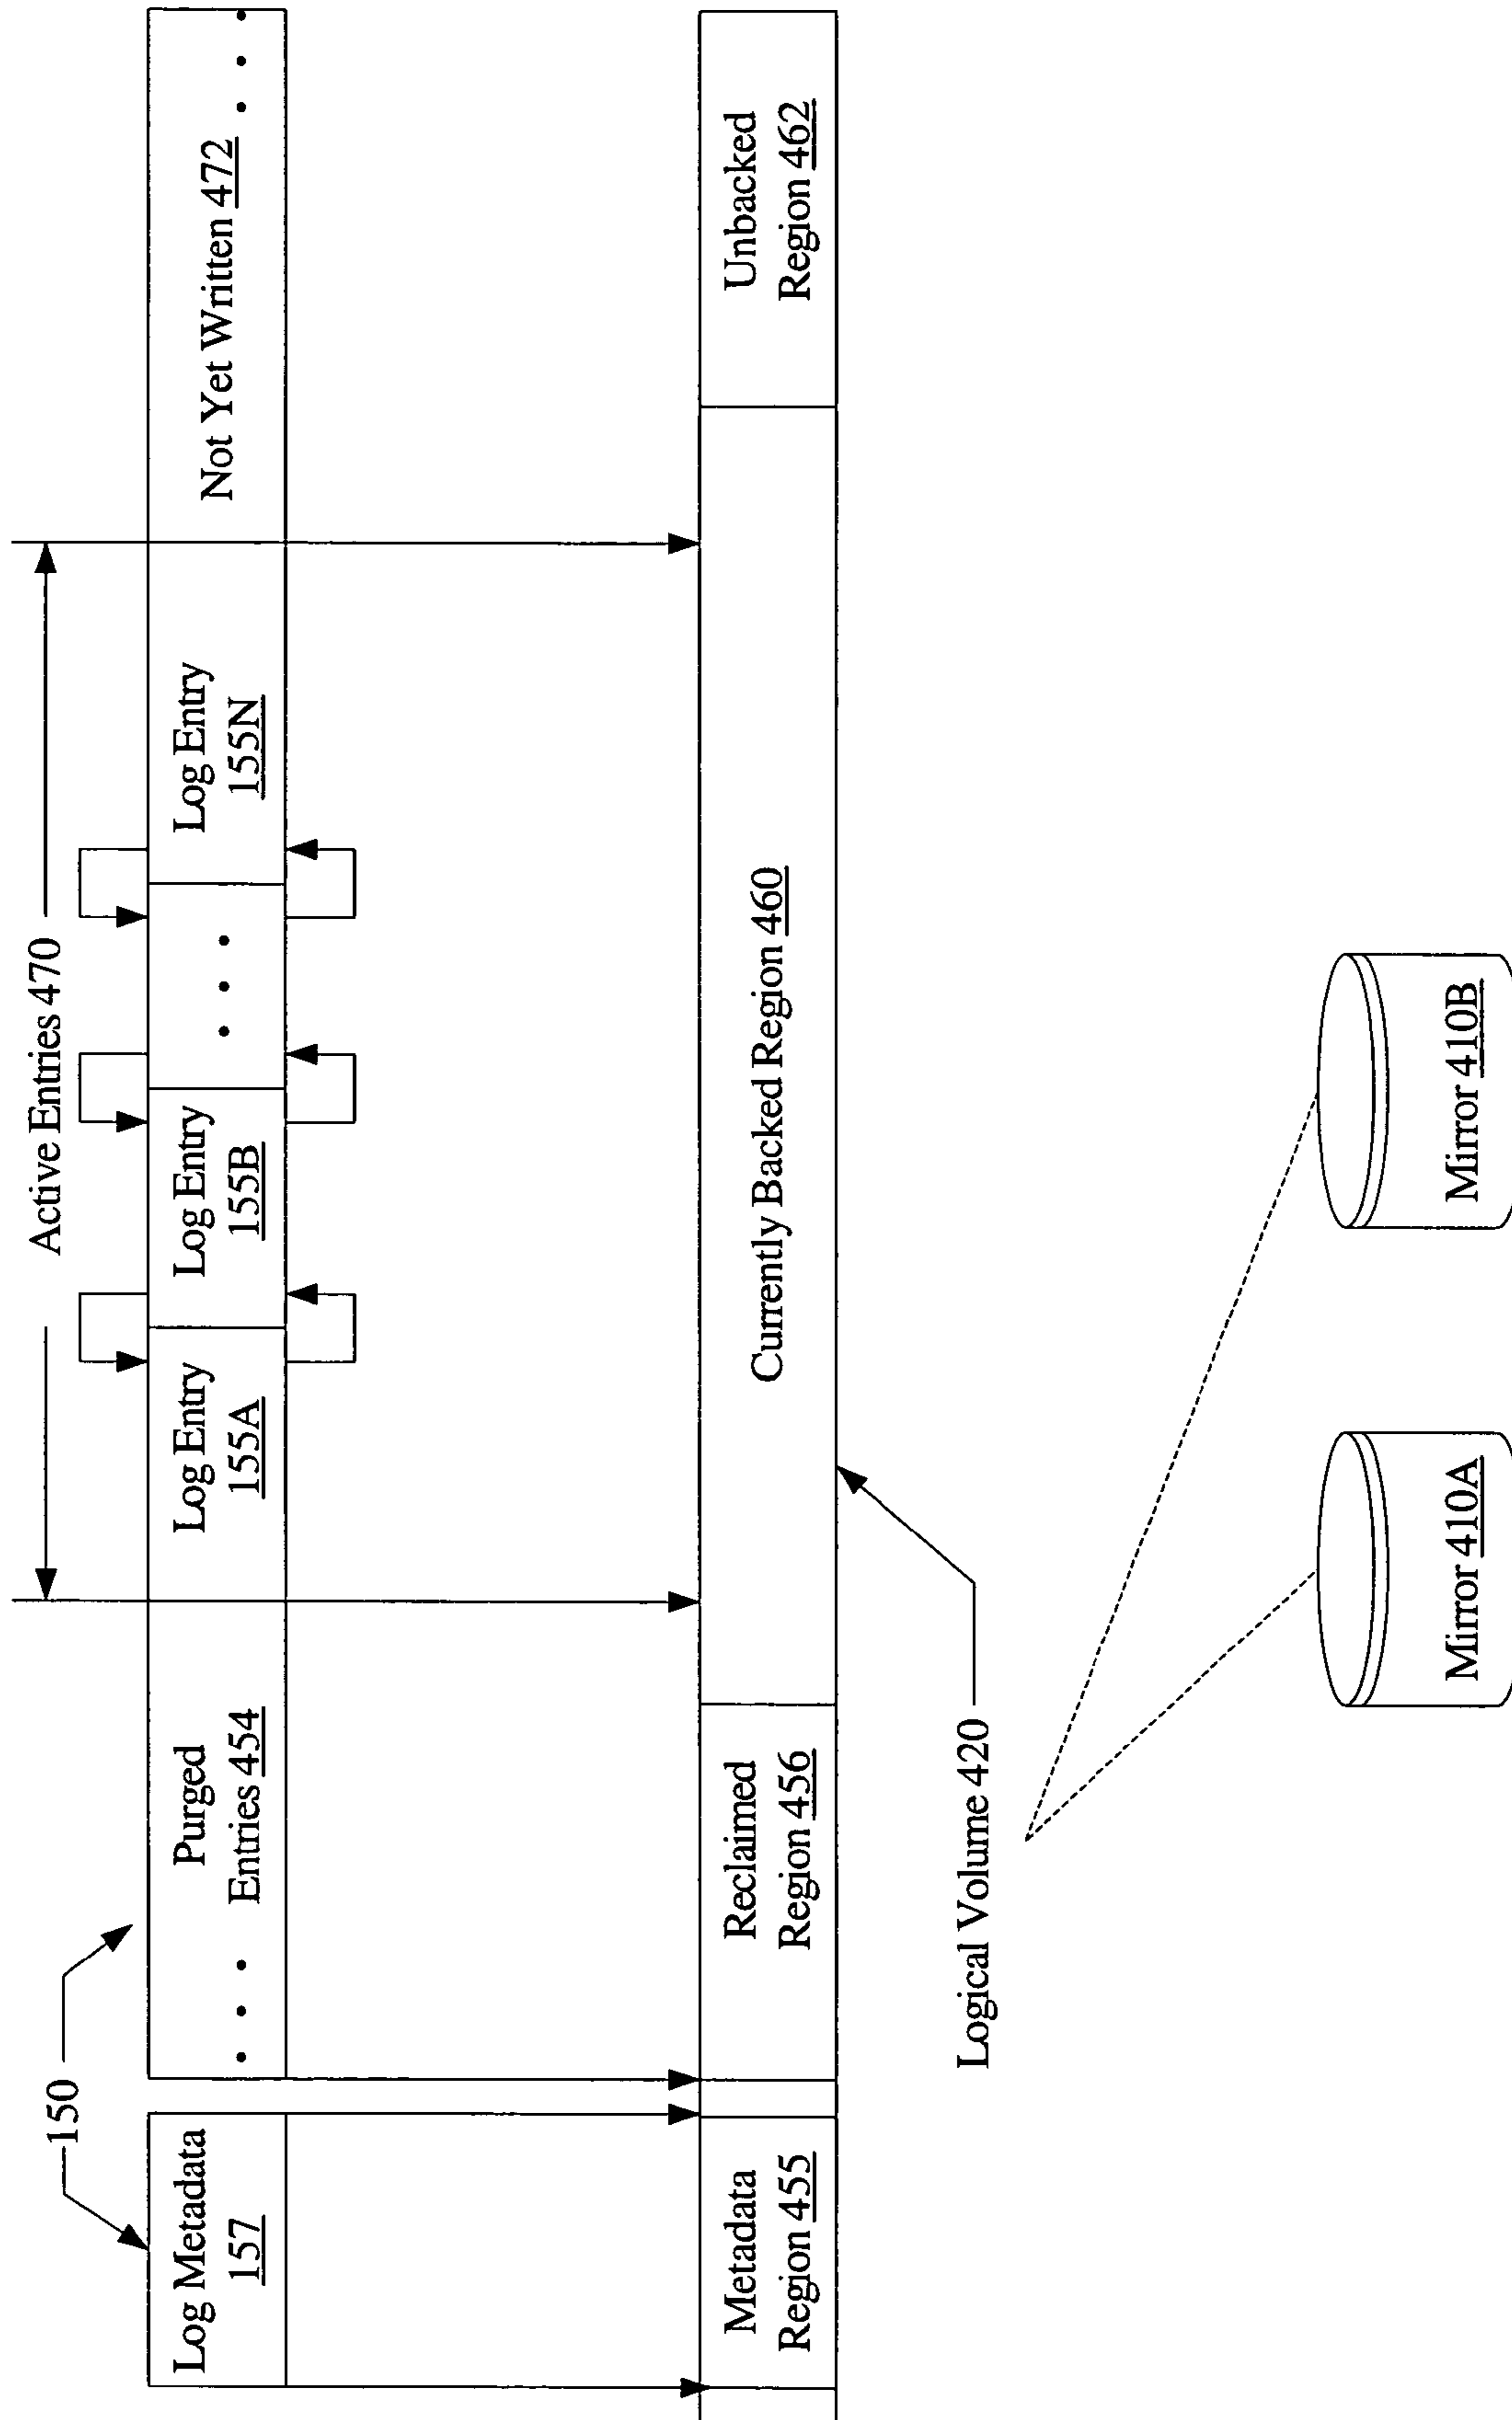 Active Entries 470
150
Log Metadata
157
Purged
Entries 454
Log Entry
155A
Log Entry
155B
Log Entry
155N
Not Yet Written 472
Metadata
Region 455
Reclaimed
Region 456
Currently Backed Region 460
Unbacked
Region 462
Logical Volume 420
Mirror 410A
Mirror 410B